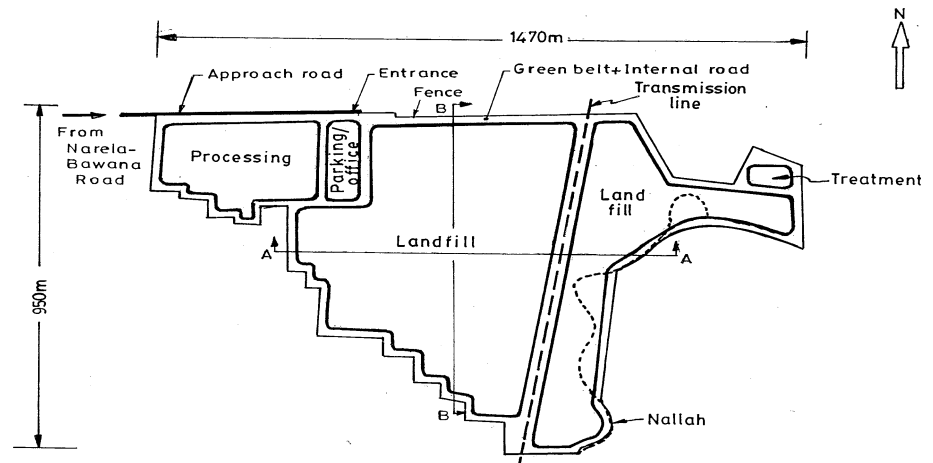 N
1470m
Approach road
Entrance
Green belt+Internal road
Fence
Transmission
line
B
From
Narela-
Bawana
Road
Processing
Parking/
office
Treatment
Land
fill
Landfill
A
A
950m
B
Nallah